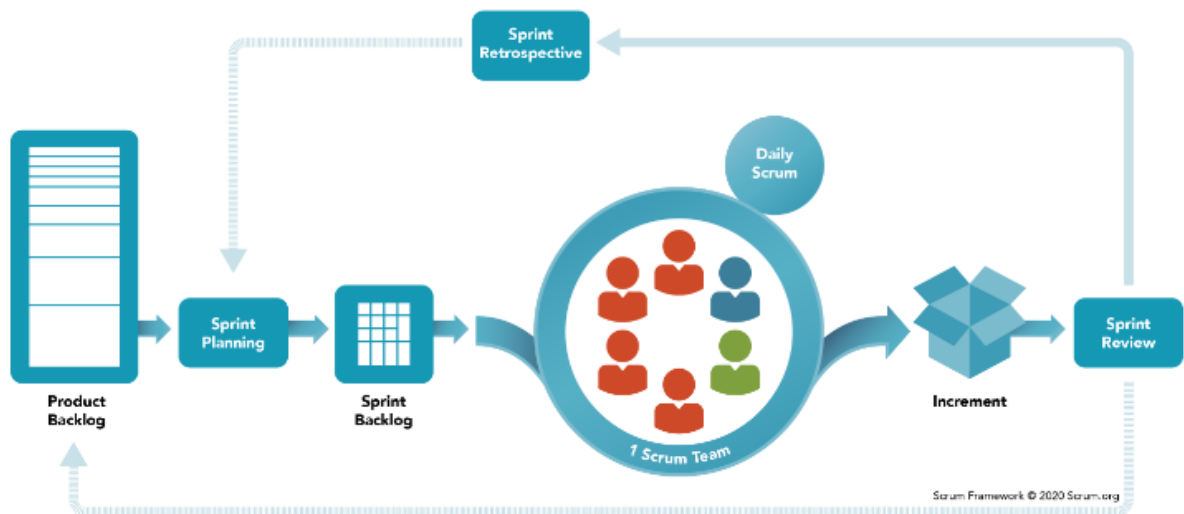 Sprint
Retrospective
Daily
Scrum
Product
Backlog
Sprint
Planning
Sprint
Backlog
1 Scrum Team
Increment
Sprint
Review
Scrum Framework © 2020 Scrum.org